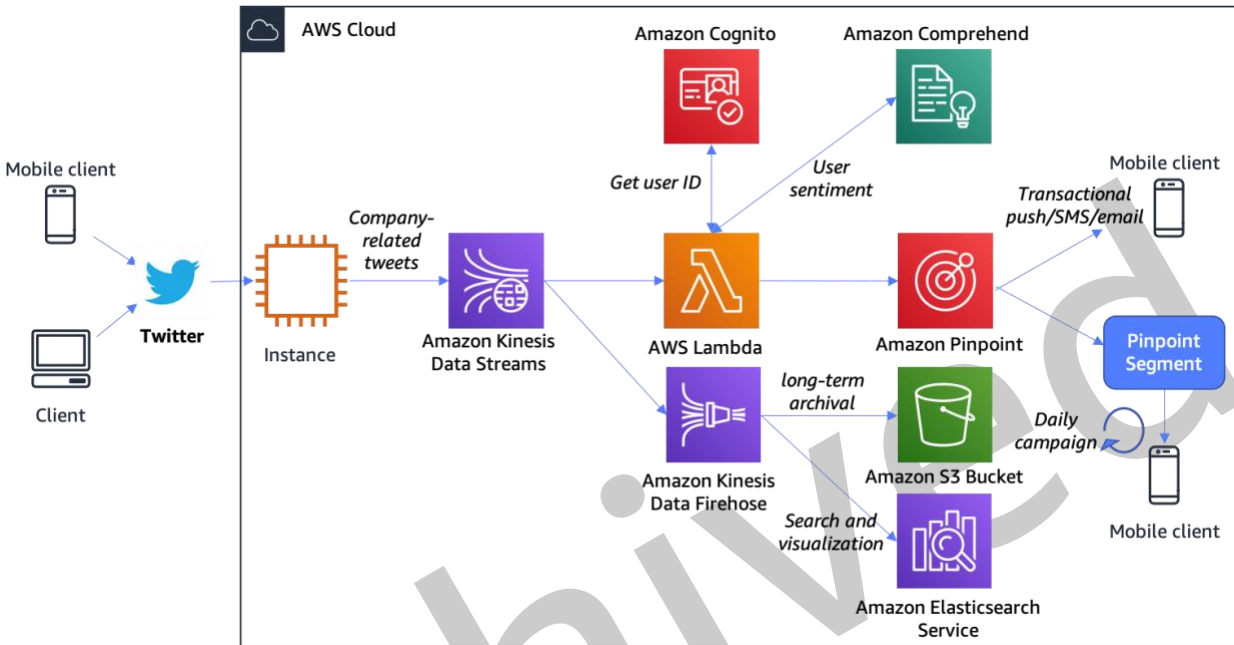 AWS Cloud
Amazon Cognito
Amazon Comprehend
Mobile client
Get user ID
User
sentiment
Mobile client
Transactional
push/SMS/email
Company-
related
tweets
Twitter
Instance
Amazon Kinesis
Data Streams
AWS Lambda
Amazon Pinpoint
Pinpoint
Segment
Client
long-term
archival
Daily
campaign
Amazon Kinesis
Data Firehose
Amazon S3 Bucket
Search and
visualization
Mobile client
Amazon Elasticsearch
Service
hived